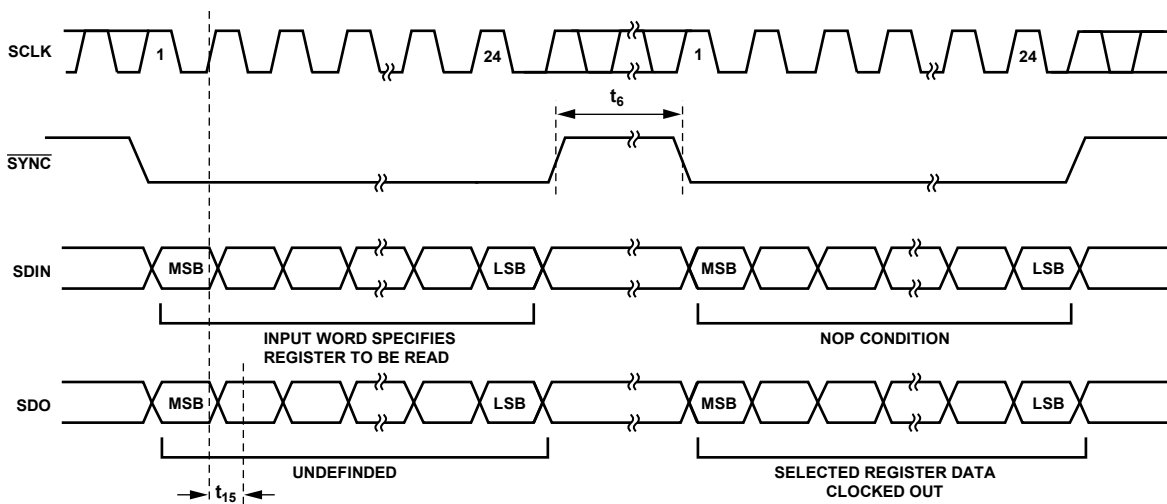 SCLK
1
24
1
24
t6
SYNC
SDIN
MSB
LSB
MSB
LSB
INPUT WORD SPECIFIES
REGISTER TO BE READ
NOP CONDITION
SDO
MSB
LSB
MSB
LSB
UNDEFINDED
SELECTED REGISTER DATA
CLOCKED OUT
t15